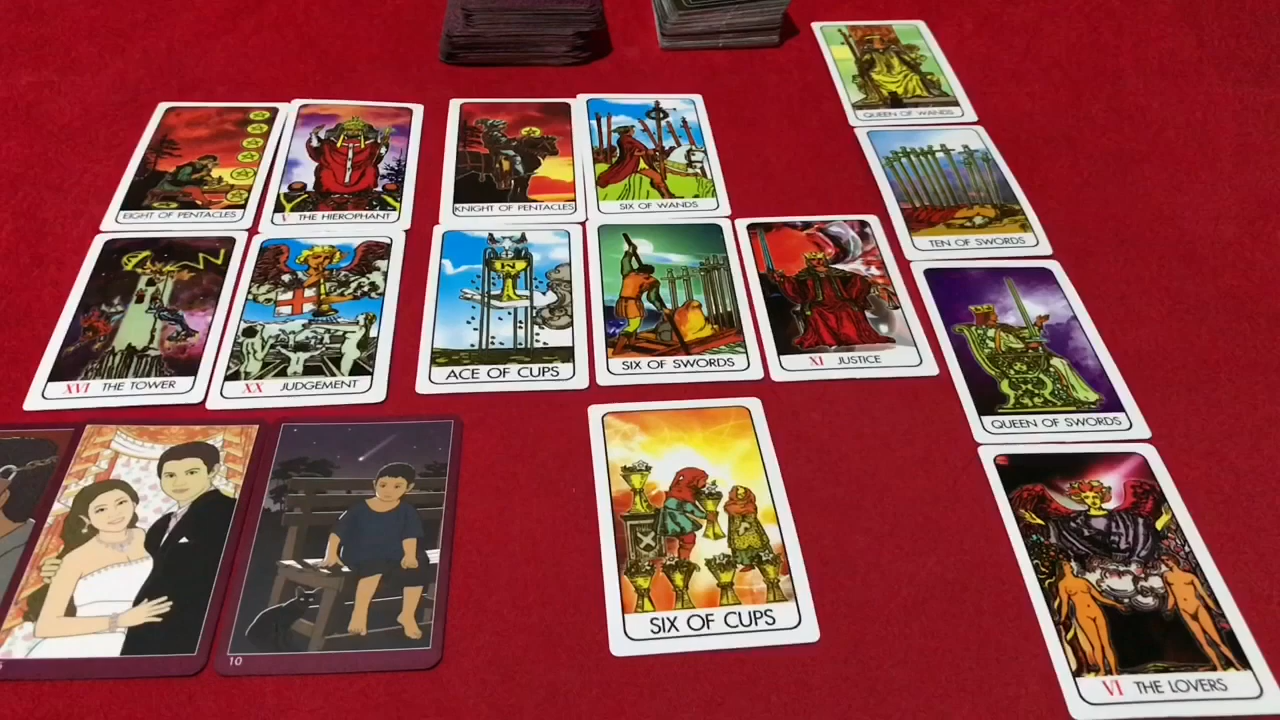 QUEEN OF WANDS
EIGHT OF PENTACLES
V THE HIEROPHANT
KNIGHT OF PENTACLES
SIX OF WANDS
TEN OF SWORDS
XVI THE TOWER
XX JUDGEMENT
ACE OF CUPS
SIX OF SWORDS
XI JUSTICE
QUEEN OF SWORDS
10
SIX OF CUPS
VI THE LOVERS